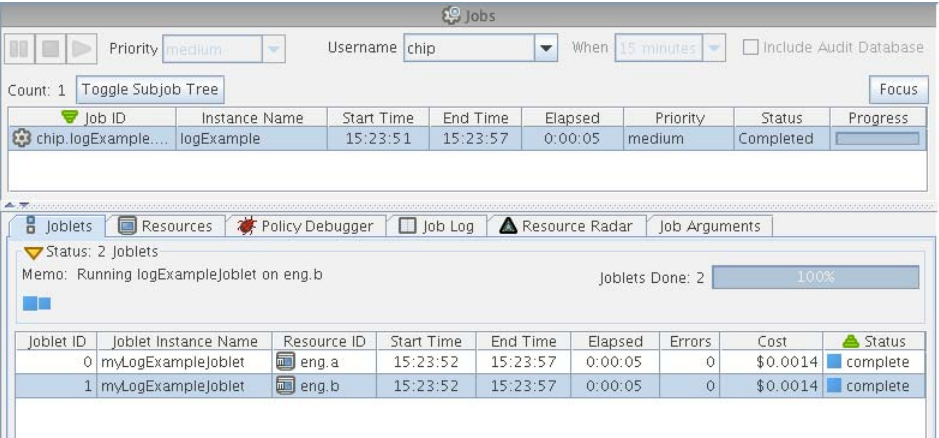 Jobs
Priority medium Username chip When 15 minutes Include Audit Database
Count: 1 Toggle Subjob Tree Focus
Job ID Instance Name Start Time End Time Elapsed Priority Status Progress
chip.logExample.... logExample 15:23:51 15:23:57 0:00:05 medium Completed
Joblets Resources Policy Debugger Job Log Resource Radar Job Arguments
Status: 2 Joblets
Memo: Running logExampleJoblet on eng.b Joblets Done: 2 100%
Joblet ID Joblet Instance Name Resource ID Start Time End Time Elapsed Errors Cost Status
0 myLogExampleJoblet eng.a 15:23:52 15:23:57 0:00:05 0 $0.0014 complete
1 myLogExampleJoblet eng.b 15:23:52 15:23:57 0:00:05 0 $0.0014 complete